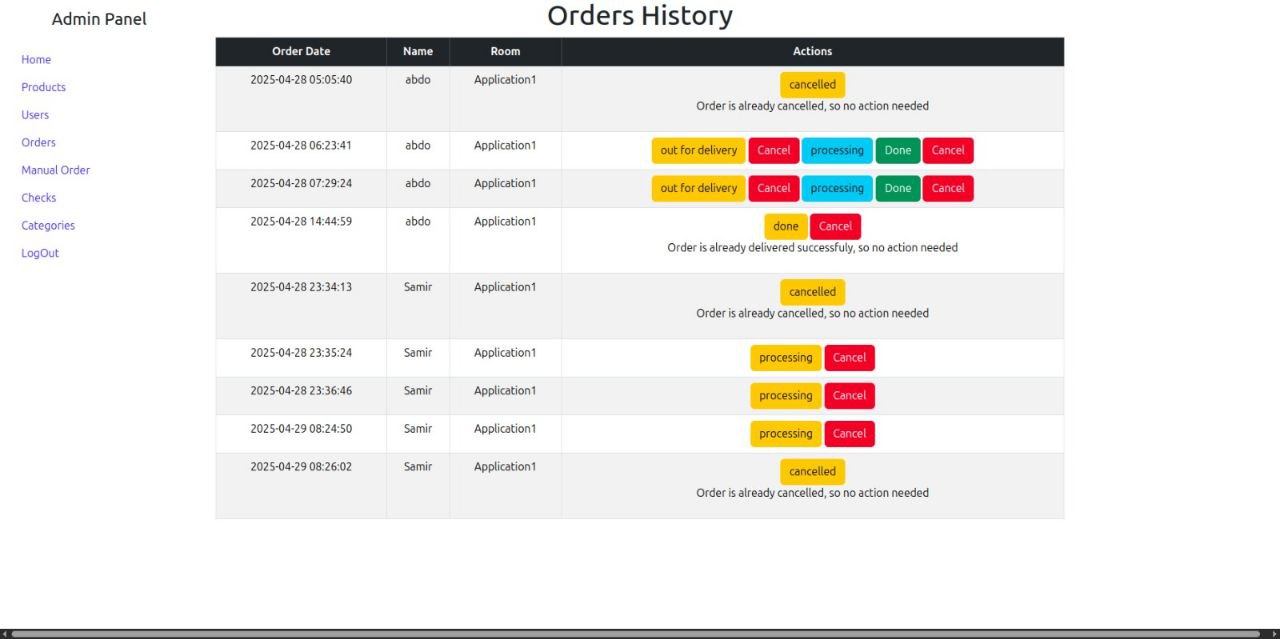 Admin Panel
Home
Products
Users
Orders
Manual Order
Checks
Categories
LogOut
Orders History
Order Date Name Room Actions
2025-04-28 05:05:40 abdo Application1 cancelled
Order is already cancelled, so no action needed
2025-04-28 06:23:41 abdo Application1 out for delivery Cancel processing Done Cancel
2025-04-28 07:29:24 abdo Application1 out for delivery Cancel processing Done Cancel
2025-04-28 14:44:59 abdo Application1 done Cancel
Order is already delivered successfuly, so no action needed
2025-04-28 23:34:13 Samir Application1 cancelled
Order is already cancelled, so no action needed
2025-04-28 23:35:24 Samir Application1 processing Cancel
2025-04-28 23:36:46 Samir Application1 processing Cancel
2025-04-29 08:24:50 Samir Application1 processing Cancel
2025-04-29 08:26:02 Samir Application1 cancelled
Order is already cancelled, so no action needed